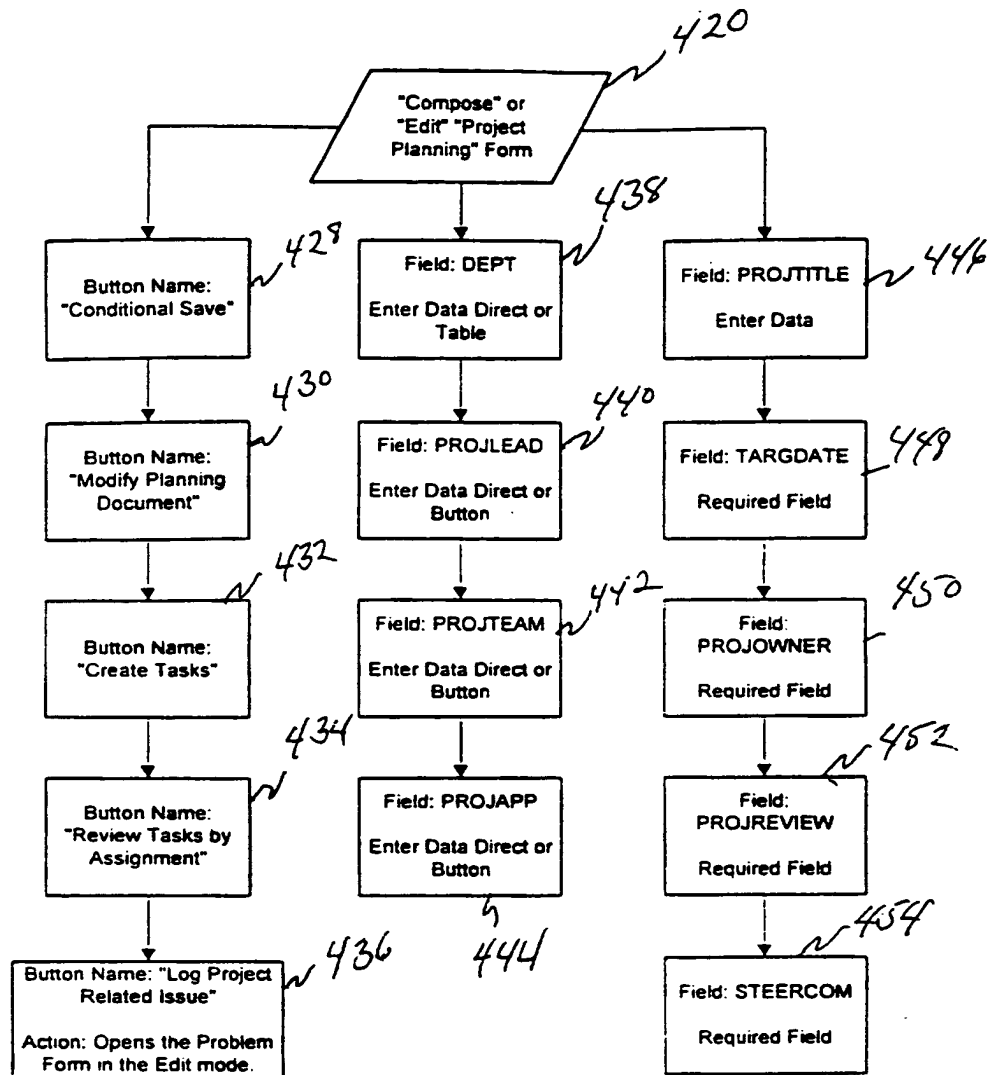 420
"Compose" or
"Edit" "Project
Planning" Form
428
Button Name:
"Conditional Save"
438
Field: DEPT
Enter Data Direct or
Table
446
Field: PROJTITLE
Enter Data
430
Button Name:
"Modify Planning
Document"
440
Field: PROJLEAD
Enter Data Direct or
Button
448
Field: TARGDATE
Required Field
432
Button Name:
"Create Tasks"
442
Field: PROJTEAM
Enter Data Direct or
Button
450
Field:
PROJOWNER
Required Field
434
Button Name:
"Review Tasks by
Assignment"
Field: PROJAPP
Enter Data Direct or
Button
444
452
Field:
PROJREVIEW
Required Field
436
Button Name: "Log Project
Related Issue"
Action: Opens the Problem
Form in the Edit mode.
454
Field: STEERCOM
Required Field